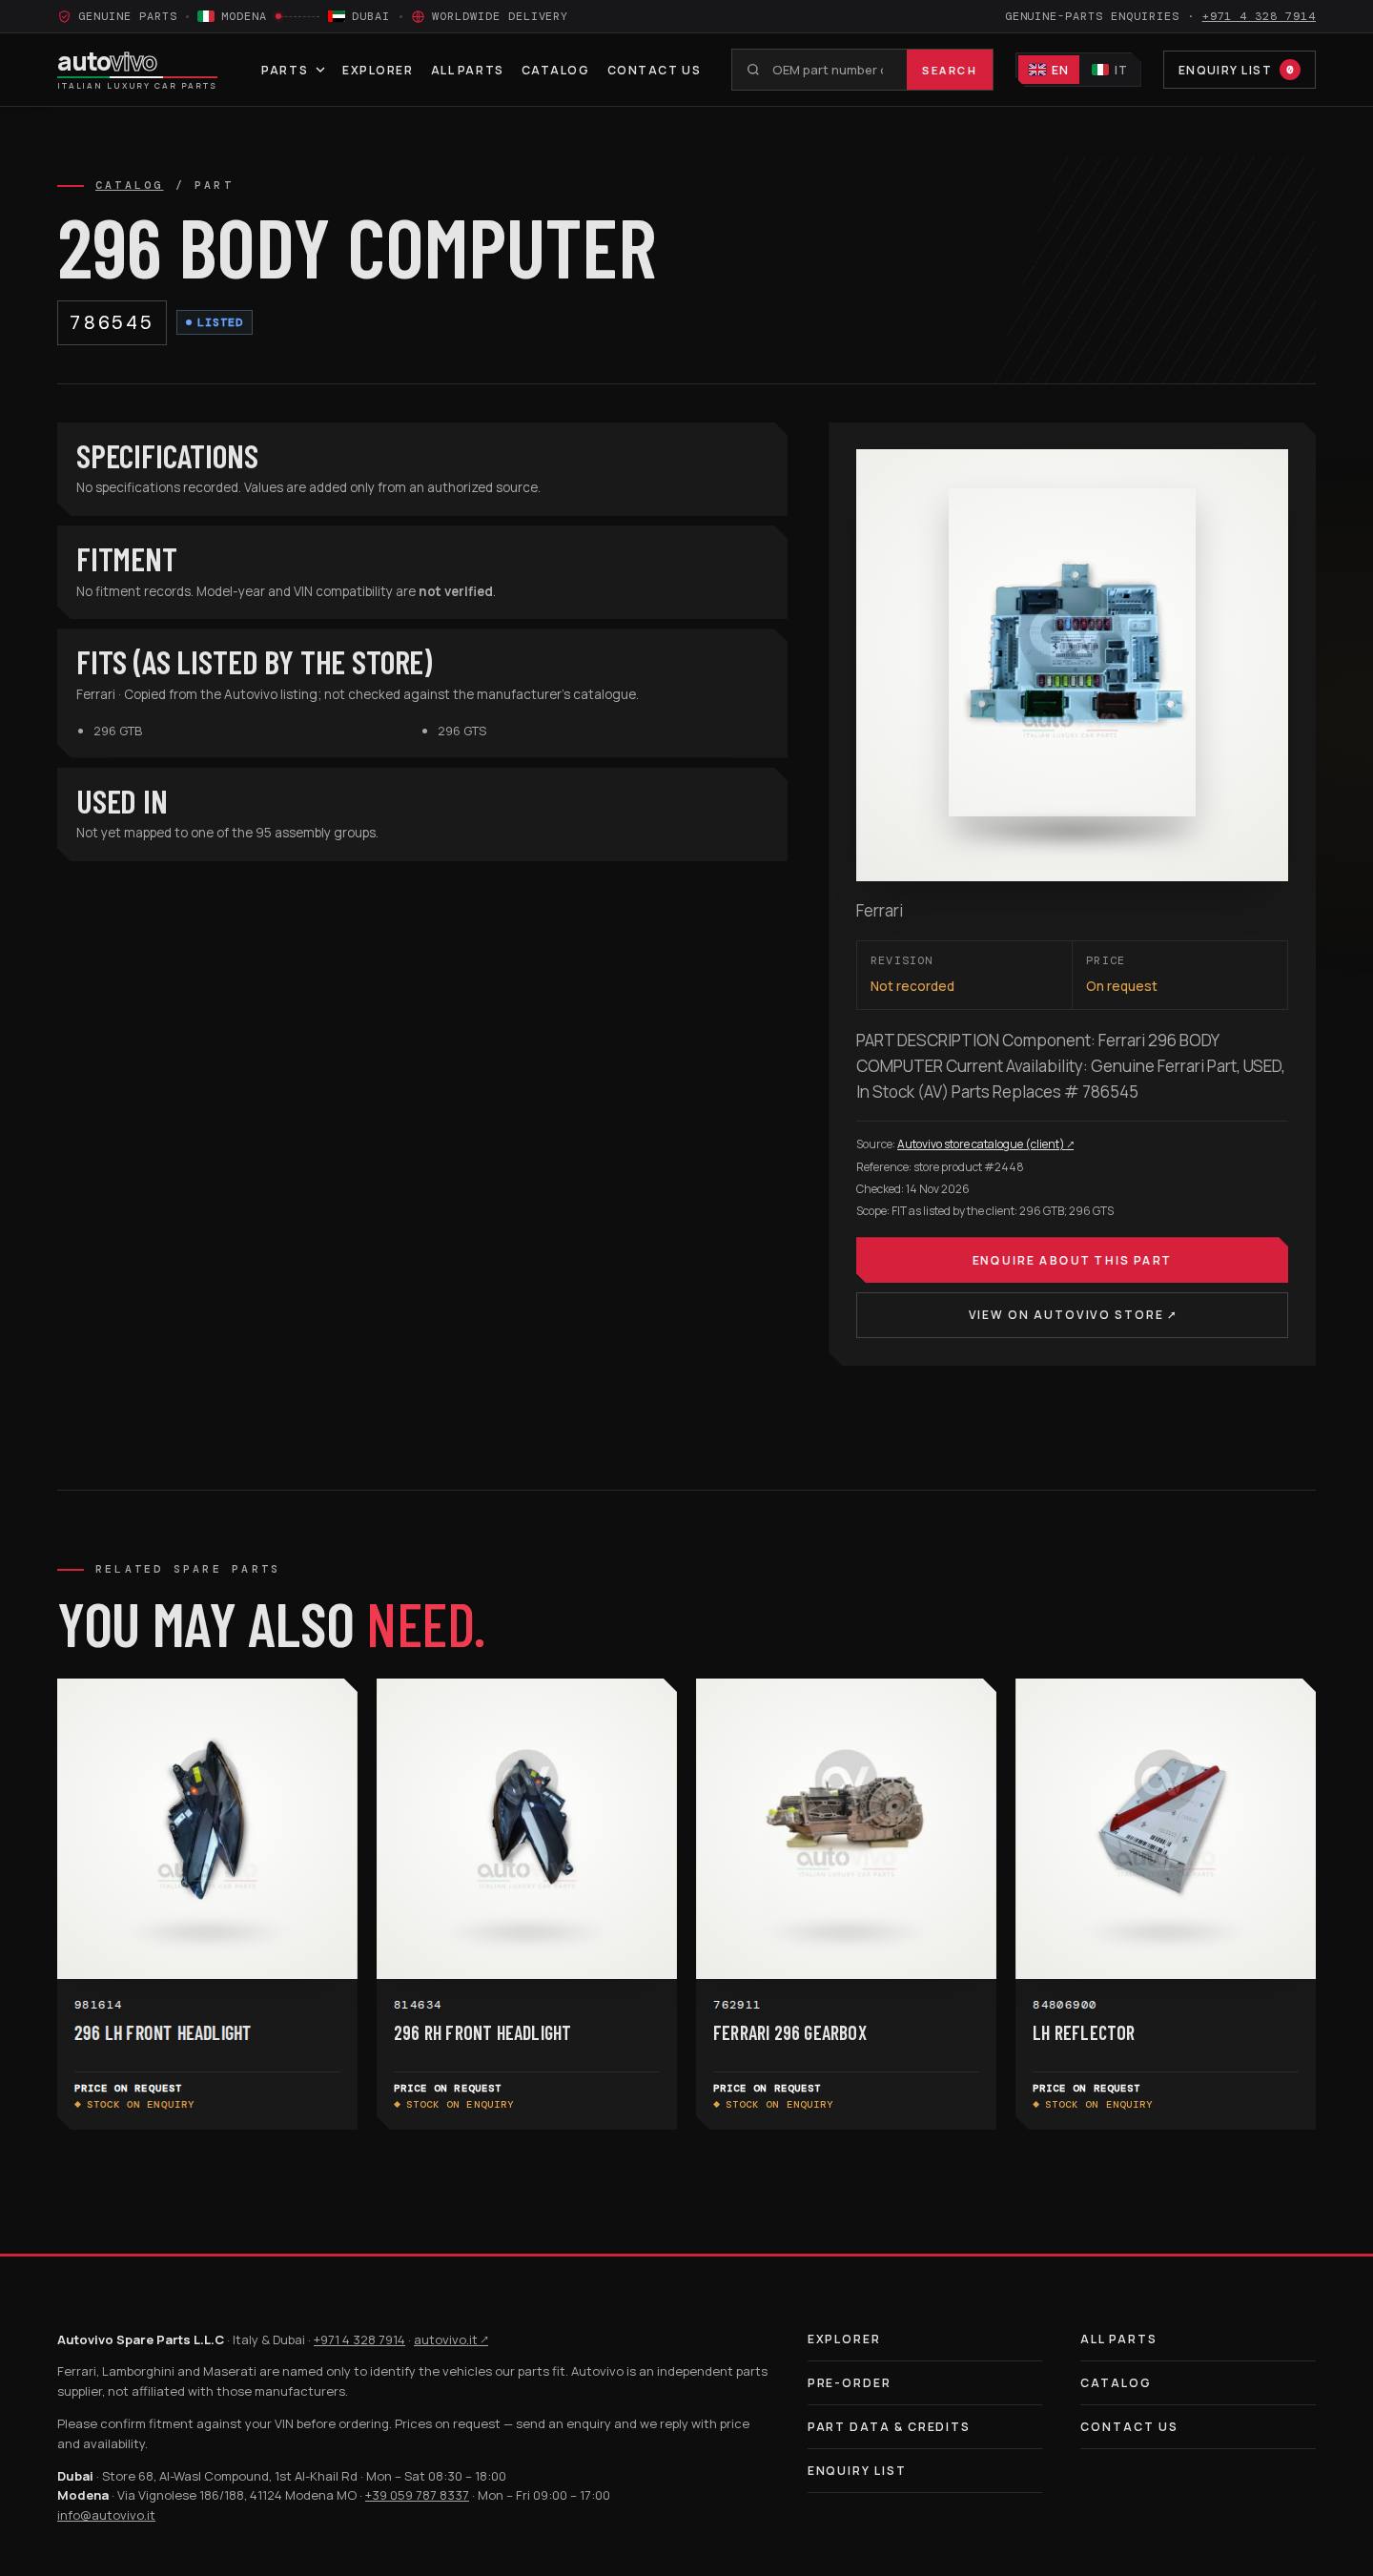 GENUINE PARTS • MODENA DUBAI • WORLDWIDE DELIVERY
GENUINE-PARTS ENQUIRIES · +971 4 328 7914
autovivo
ITALIAN LUXURY CAR PARTS
PARTS EXPLORER ALL PARTS CATALOG CONTACT US
OEM part number
SEARCH
EN IT
ENQUIRY LIST 0
CATALOG / PART
296 BODY COMPUTER
786545
LISTED
SPECIFICATIONS
No specifications recorded. Values are added only from an authorized source.
FITMENT
No fitment records. Model-year and VIN compatibility are not verified.
FITS (AS LISTED BY THE STORE)
Ferrari · Copied from the Autovivo listing; not checked against the manufacturer's catalogue.
• 296 GTB • 296 GTS
USED IN
Not yet mapped to one of the 95 assembly groups.
auto
ITALIAN LUXURY CAR PARTS
Ferrari
REVISION
Not recorded
PRICE
On request
PART DESCRIPTION Component: Ferrari 296 BODY
COMPUTER Current Availability: Genuine Ferrari Part, USED,
In Stock (AV) Parts Replaces # 786545
Source: Autovivo store catalogue (client) ↗
Reference: store product #2448
Checked: 14 Nov 2026
Scope: FIT as listed by the client: 296 GTB; 296 GTS
ENQUIRE ABOUT THIS PART
VIEW ON AUTOVIVO STORE ↗
RELATED SPARE PARTS
YOU MAY ALSO NEED.
981614
296 LH FRONT HEADLIGHT
PRICE ON REQUEST
◆ STOCK ON ENQUIRY
814634
296 RH FRONT HEADLIGHT
PRICE ON REQUEST
◆ STOCK ON ENQUIRY
762911
FERRARI 296 GEARBOX
PRICE ON REQUEST
◆ STOCK ON ENQUIRY
84806900
LH REFLECTOR
PRICE ON REQUEST
◆ STOCK ON ENQUIRY
Autovivo Spare Parts L.L.C · Italy & Dubai · +971 4 328 7914 · autovivo.it ↗
Ferrari, Lamborghini and Maserati are named only to identify the vehicles our parts fit. Autovivo is an independent parts
supplier, not affiliated with those manufacturers.
Please confirm fitment against your VIN before ordering. Prices on request — send an enquiry and we reply with price
and availability.
Dubai · Store 68, Al-Wasl Compound, 1st Al-Khail Rd · Mon – Sat 08:30 – 18:00
Modena · Via Vignolese 186/188, 41124 Modena MO · +39 059 787 8337 · Mon – Fri 09:00 – 17:00
info@autovivo.it
EXPLORER
PRE-ORDER
PART DATA & CREDITS
ENQUIRY LIST
ALL PARTS
CATALOG
CONTACT US